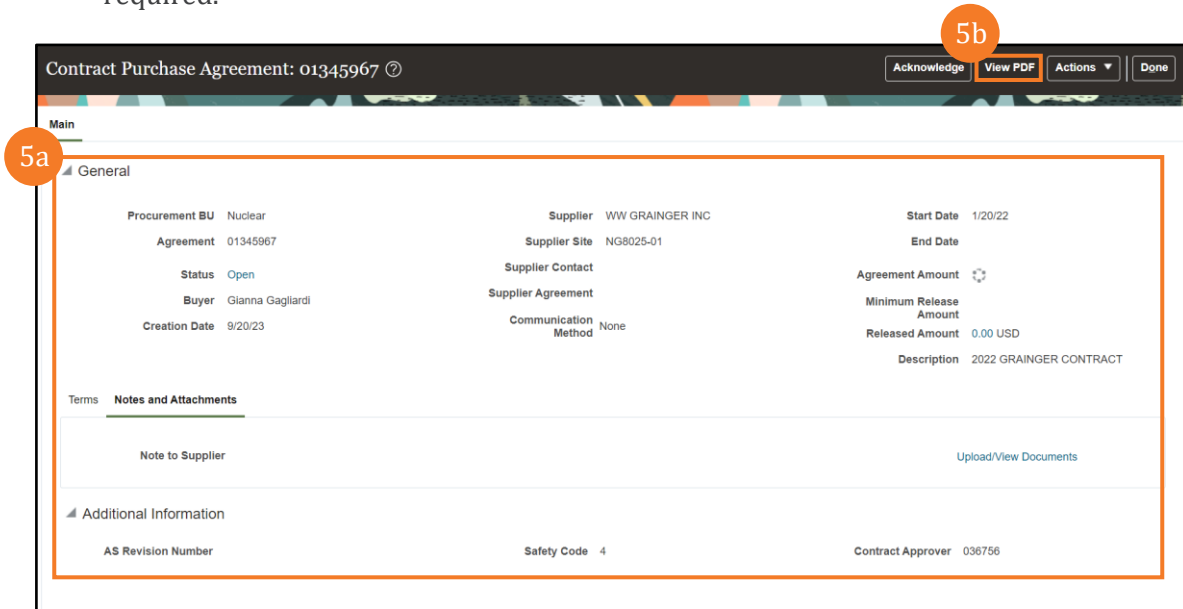 required.
5b
Contract Purchase Agreement: 01345967 ?
Acknowledge View PDF Actions ▼ Done
Main
5a
General
Procurement BU Nuclear Supplier WW GRAINGER INC Start Date 1/20/22
Agreement 01345967 Supplier Site NG8025-01 End Date
Status Open Supplier Contact Agreement Amount
Buyer Gianna Gagliardi Supplier Agreement Minimum Release
Amount
Creation Date 9/20/23 Communication
Method None Released Amount 0.00 USD
Description 2022 GRAINGER CONTRACT
Terms Notes and Attachments
Note to Supplier Upload/View Documents
Additional Information
AS Revision Number Safety Code 4 Contract Approver 036756